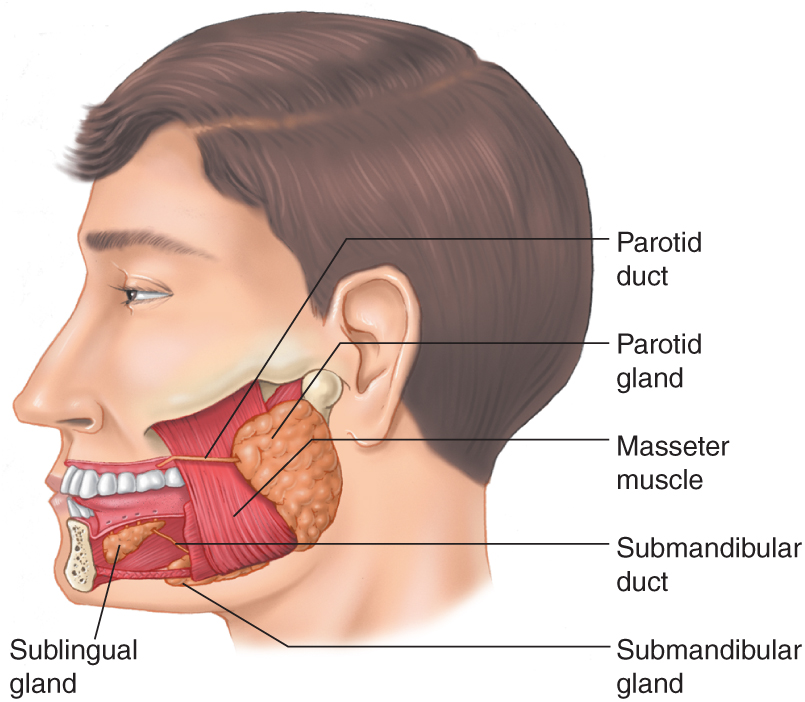 Parotid
duct
Parotid
gland
Masseter
muscle
Submandibular
duct
Sublingual
gland
Submandibular
gland